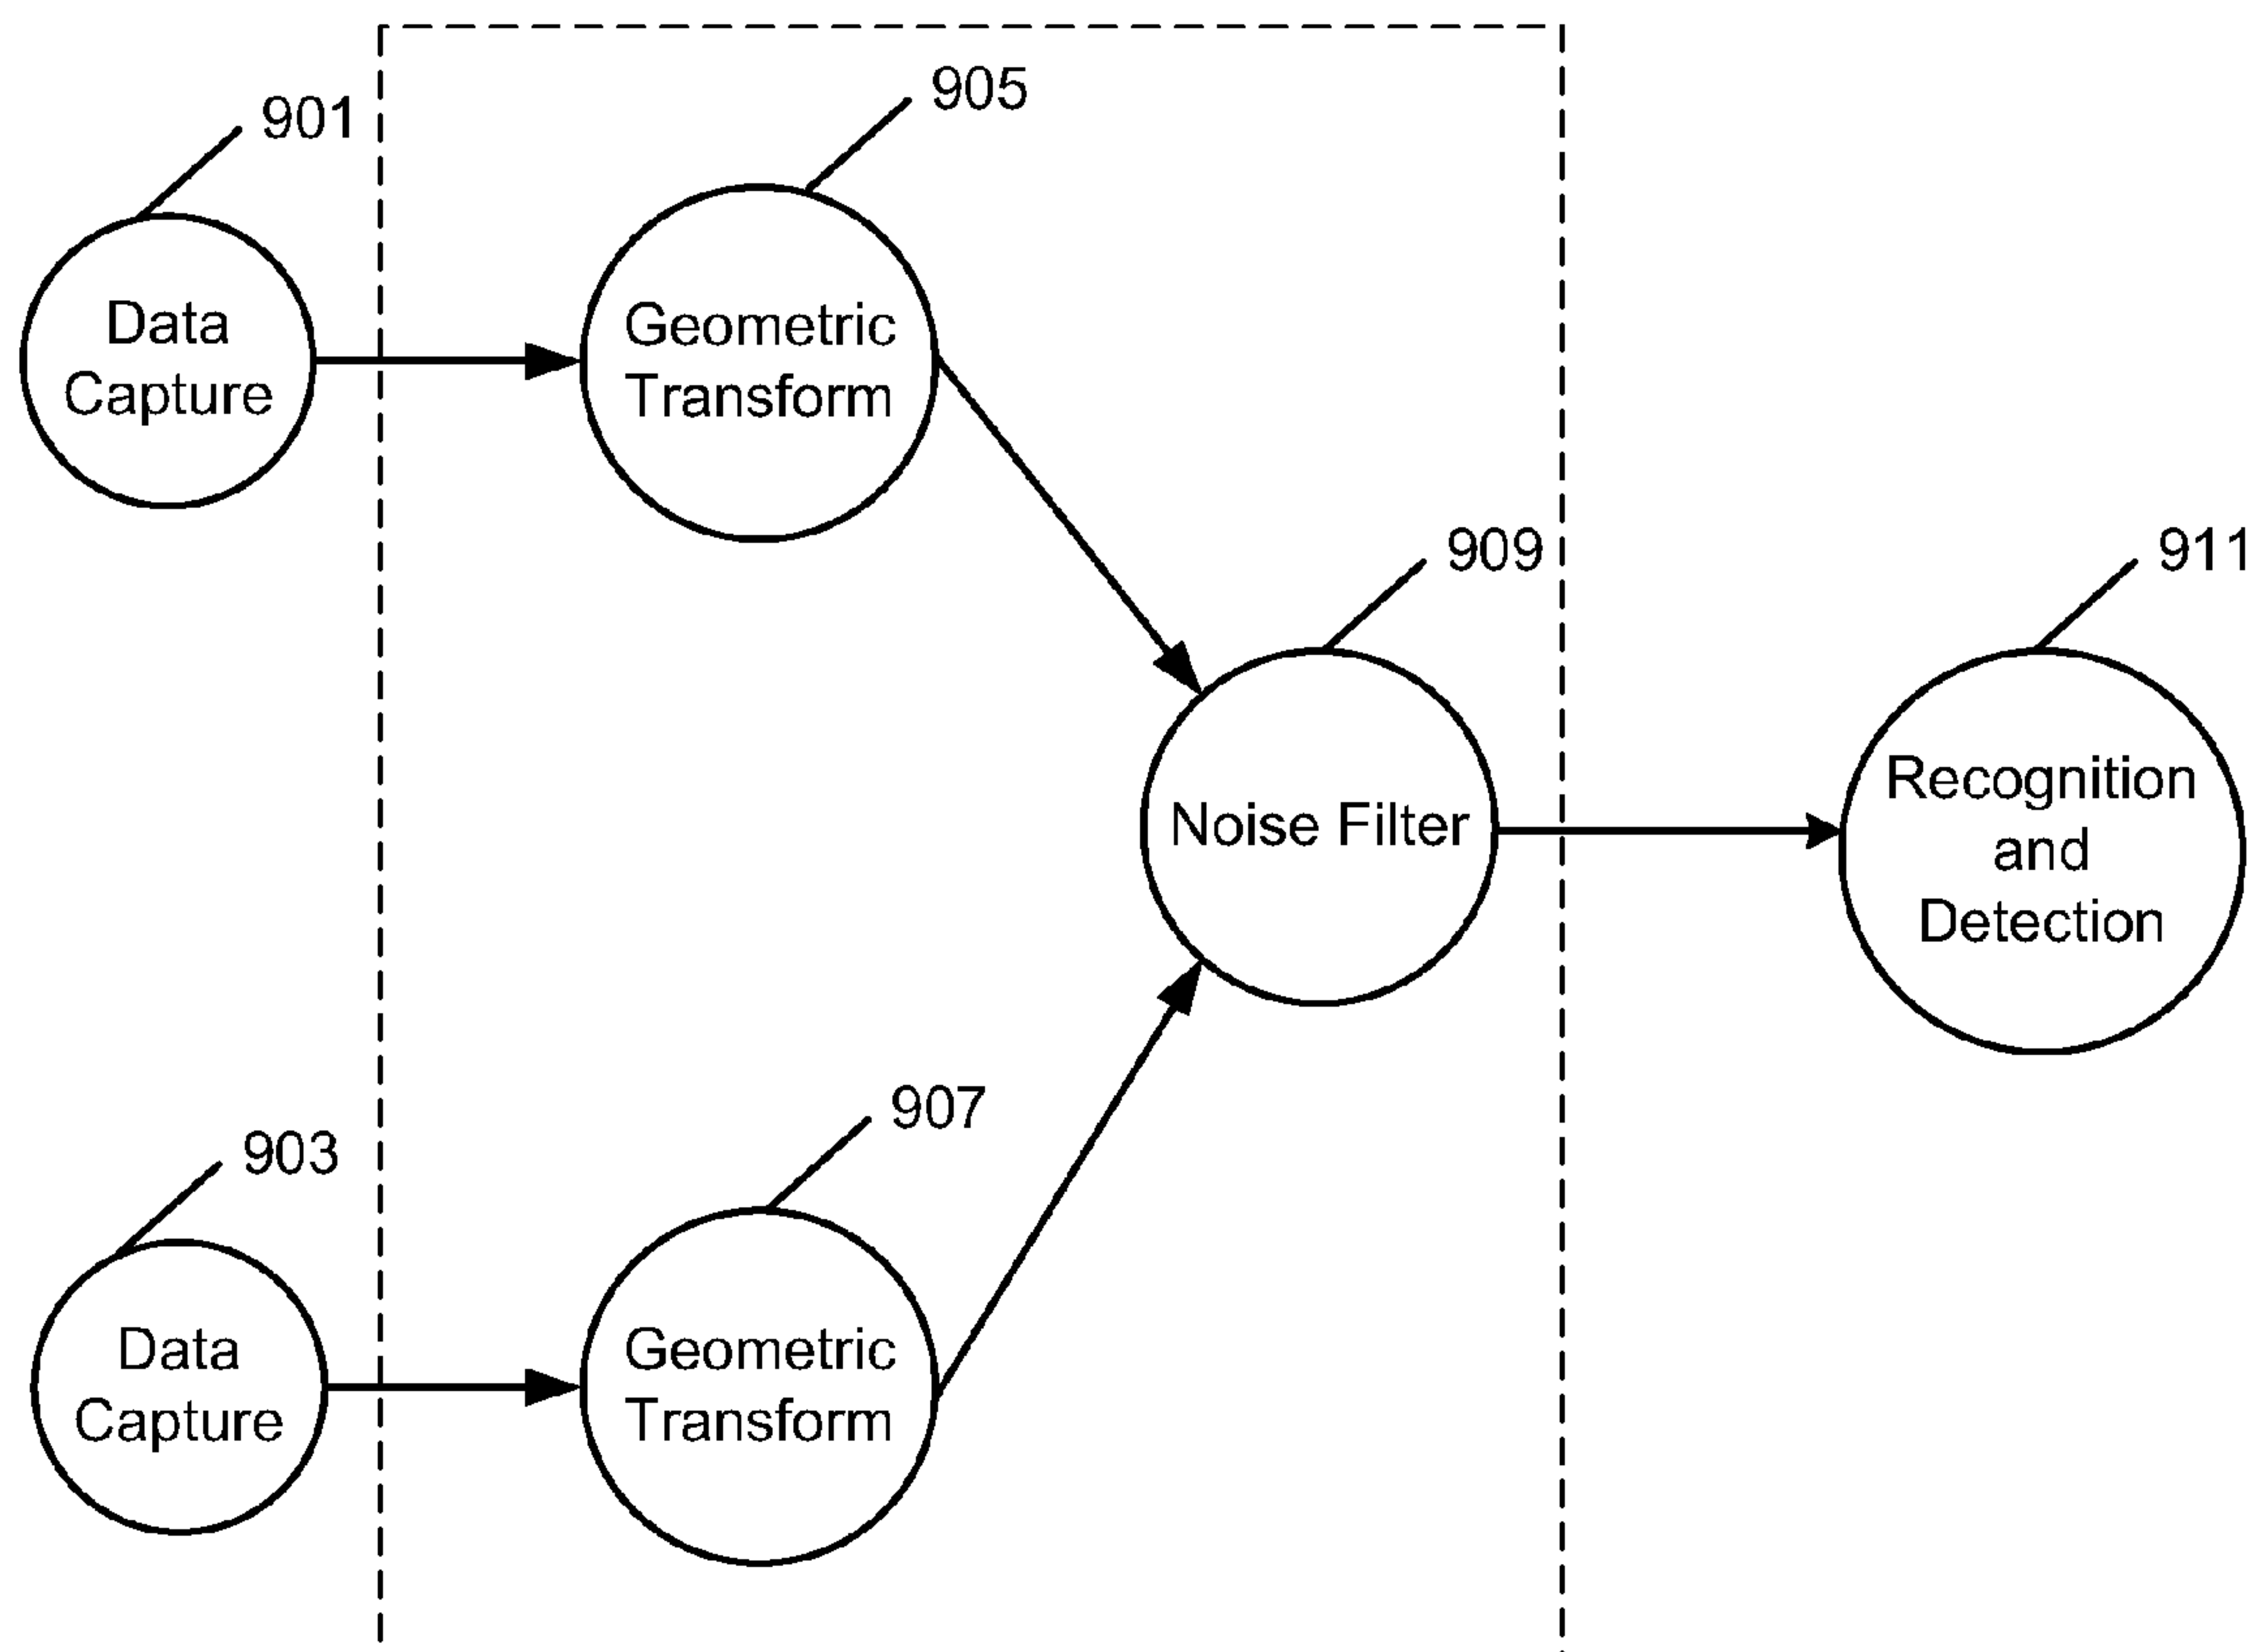 905
901
Data
Capture
Geometric
Transform
909
911
Noise Filter
Recognition
and
Detection
907
903
Data
Capture
Geometric
Transform